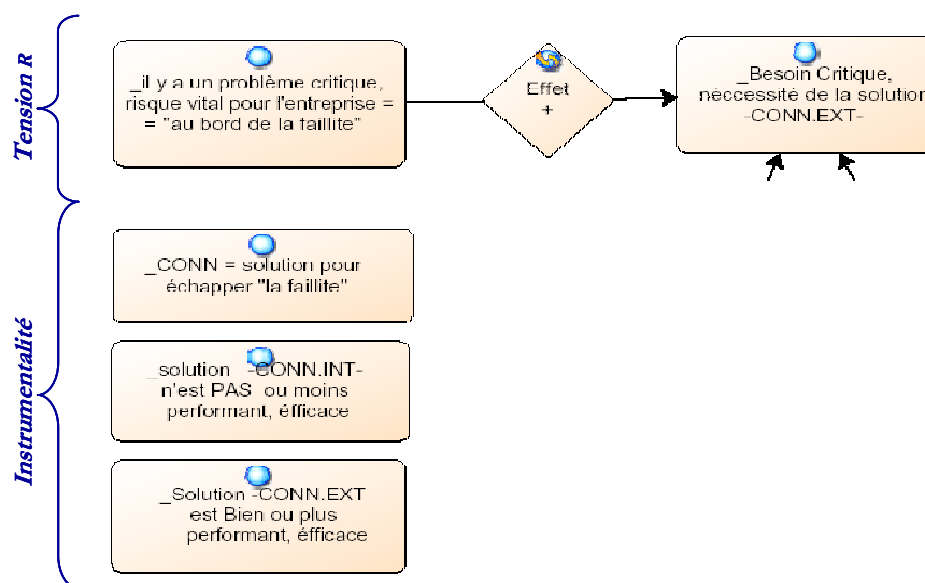 Tension R
_il y a un problème critique,
risque vital pour l'entreprise =
= "au bord de la faillite"
Effet
+
_Besoin Critique,
néccessité de la solution
-CONN.EXT-
Instrumentalité
_CONN = solution pour
échapper "la faillite"
_solution -CONN.INT-
n'est PAS ou moins
performant, éfficace
_Solution -CONN.EXT
est Bien ou plus
performant, éfficace